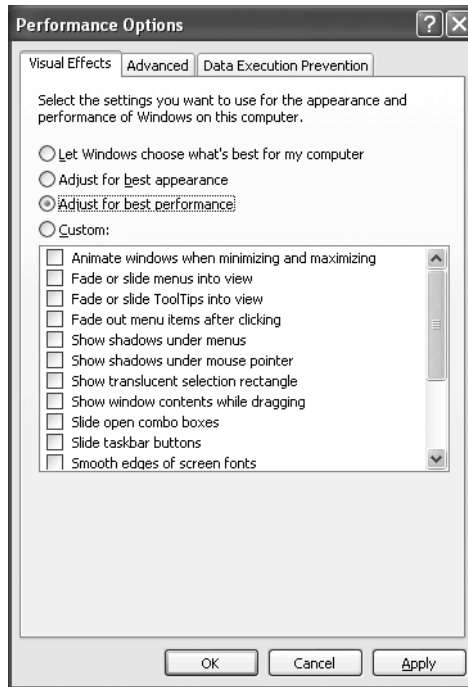 Performance Options
Visual Effects Advanced Data Execution Prevention
Select the settings you want to use for the appearance and
performance of Windows on this computer.
Let Windows choose what's best for my computer
Adjust for best appearance
Adjust for best performance
Custom:
Animate windows when minimizing and maximizing
Fade or slide menus into view
Fade or slide ToolTips into view
Fade out menu items after clicking
Show shadows under menus
Show shadows under mouse pointer
Show translucent selection rectangle
Show window contents while dragging
Slide open combo boxes
Slide taskbar buttons
Smooth edges of screen fonts
OK Cancel Apply